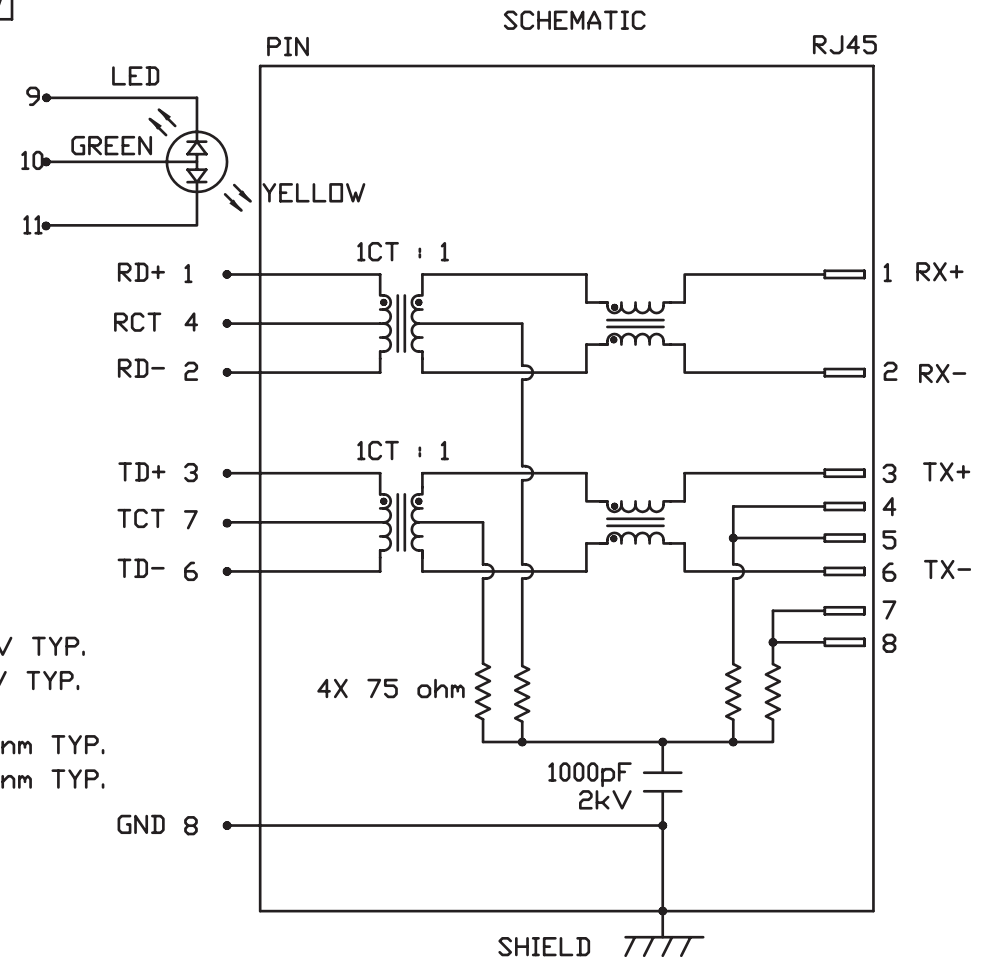 SCHEMATIC
PIN
RJ45
LED
9
GREEN
10
YELLOW
11
1CT : 1
RD+ 1
1 RX+
RCT 4
RD- 2
2 RX-
1CT : 1
TD+ 3
3 TX+
4
TCT 7
5
TD- 6
6 TX-
7
8
V TYP.
TYP.
4X 75 ohm
nm TYP.
1000pF
nm TYP.
2kV
GND 8
SHIELD